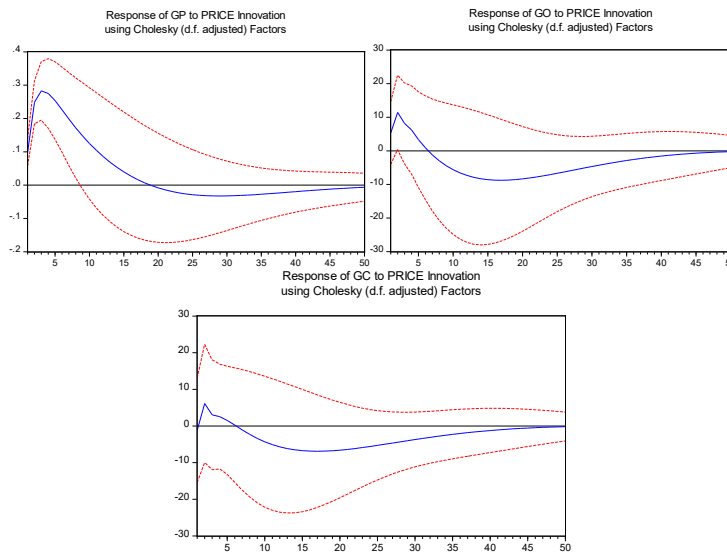 Response of GP to PRICE Innovation
using Cholesky (d.f. adjusted) Factors
.4
.3
.2
.1
.0
-.1
-.2
5 10 15 20 25 30 35 40 45 50
Response of GO to PRICE Innovation
using Cholesky (d.f. adjusted) Factors
30
20
10
0
-10
-20
-30
5 10 15 20 25 30 35 40 45 50
Response of GC to PRICE Innovation
using Cholesky (d.f. adjusted) Factors
30
20
10
0
-10
-20
-30
5 10 15 20 25 30 35 40 45 50